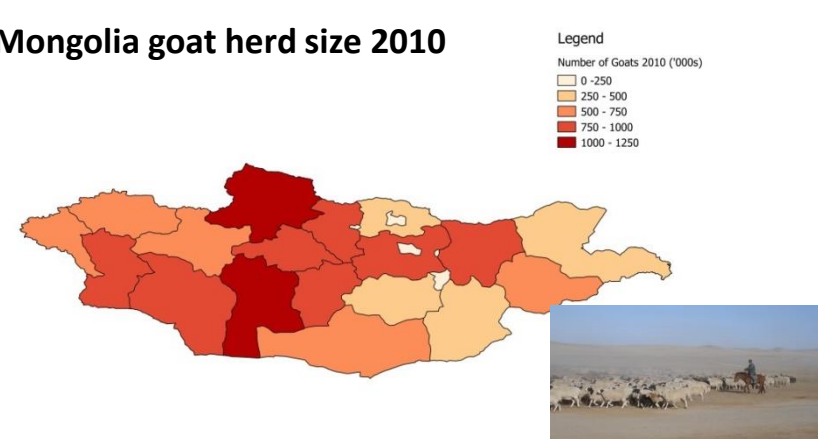 Mongolia goat herd size 2010
Legend
Number of Goats 2010 ('000s)
0 -250
250 - 500
500 - 750
750 - 1000
1000 - 1250